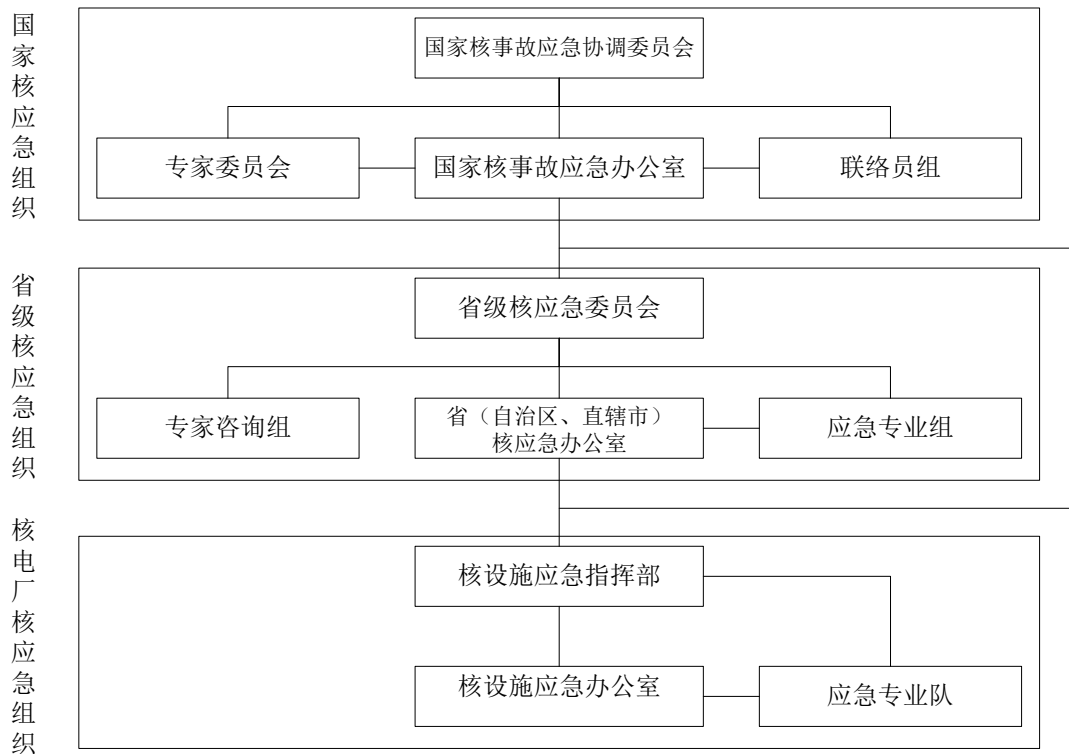 国家核应急组织
国家核事故应急协调委员会
专家委员会
国家核事故应急办公室
联络员组
省级核应急组织
省级核应急委员会
专家咨询组
省（自治区、直辖市）
核应急办公室
应急专业组
核电厂核应急组织
核设施应急指挥部
核设施应急办公室
应急专业队